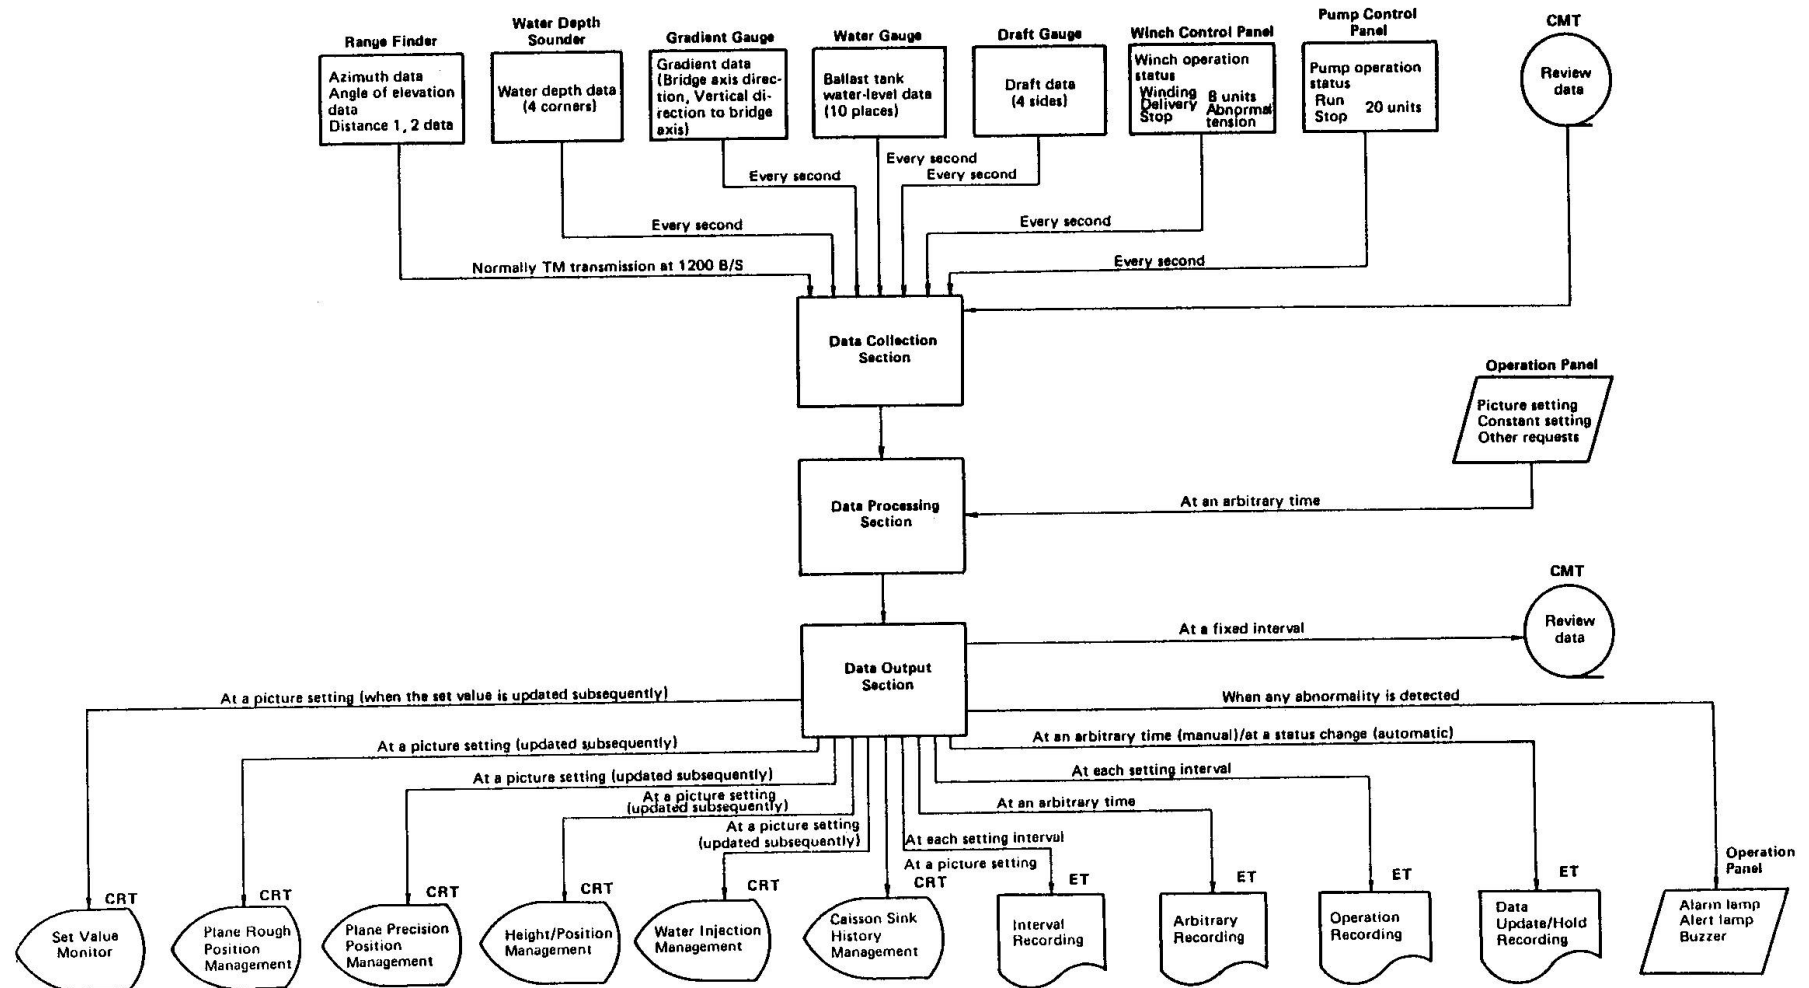 Range Finder
Azimuth data
Angle of elevation
data
Distance 1, 2 data
Water Depth
Sounder
Water depth data
(4 corners)
Gradient Gauge
Gradient data
(Bridge axis direc-
tion, Vertical di-
rection to bridge
axis)
Water Gauge
Ballast tank
water-level data
(10 places)
Draft Gauge
Draft data
(4 sides)
Winch Control Panel
Winch operation
status
Winding
Delivery
Stop
8 units
Abnormal
tension
Pump Control
Panel
Pump operation
status
Run
Stop
20 units
CMT
Review
data
Every second
Every second
Every second
Every second
Every second
Every second
Normally TM transmission at 1200 B/S
Data Collection
Section
Operation Panel
Picture setting
Constant setting
Other requests
At an arbitrary time
Data Processing
Section
CMT
Review
data
At a fixed interval
Data Output
Section
At a picture setting (when the set value is updated subsequently)
When any abnormality is detected
At a picture setting (updated subsequently)
At an arbitrary time (manual)/at a status change (automatic)
At a picture setting (updated subsequently)
At each setting interval
At a picture setting
(updated subsequently)
At an arbitrary time
At a picture setting
(updated subsequently)
At each setting interval
At a picture setting
CRT
Set Value
Monitor
CRT
Plane Rough
Position
Management
CRT
Plane Precision
Position
Management
CRT
Height/Position
Management
CRT
Water Injection
Management
CRT
Caisson Sink
History
Management
ET
Interval
Recording
ET
Arbitrary
Recording
ET
Operation
Recording
ET
Data
Update/Hold
Recording
Operation
Panel
Alarm lamp
Alert lamp
Buzzer